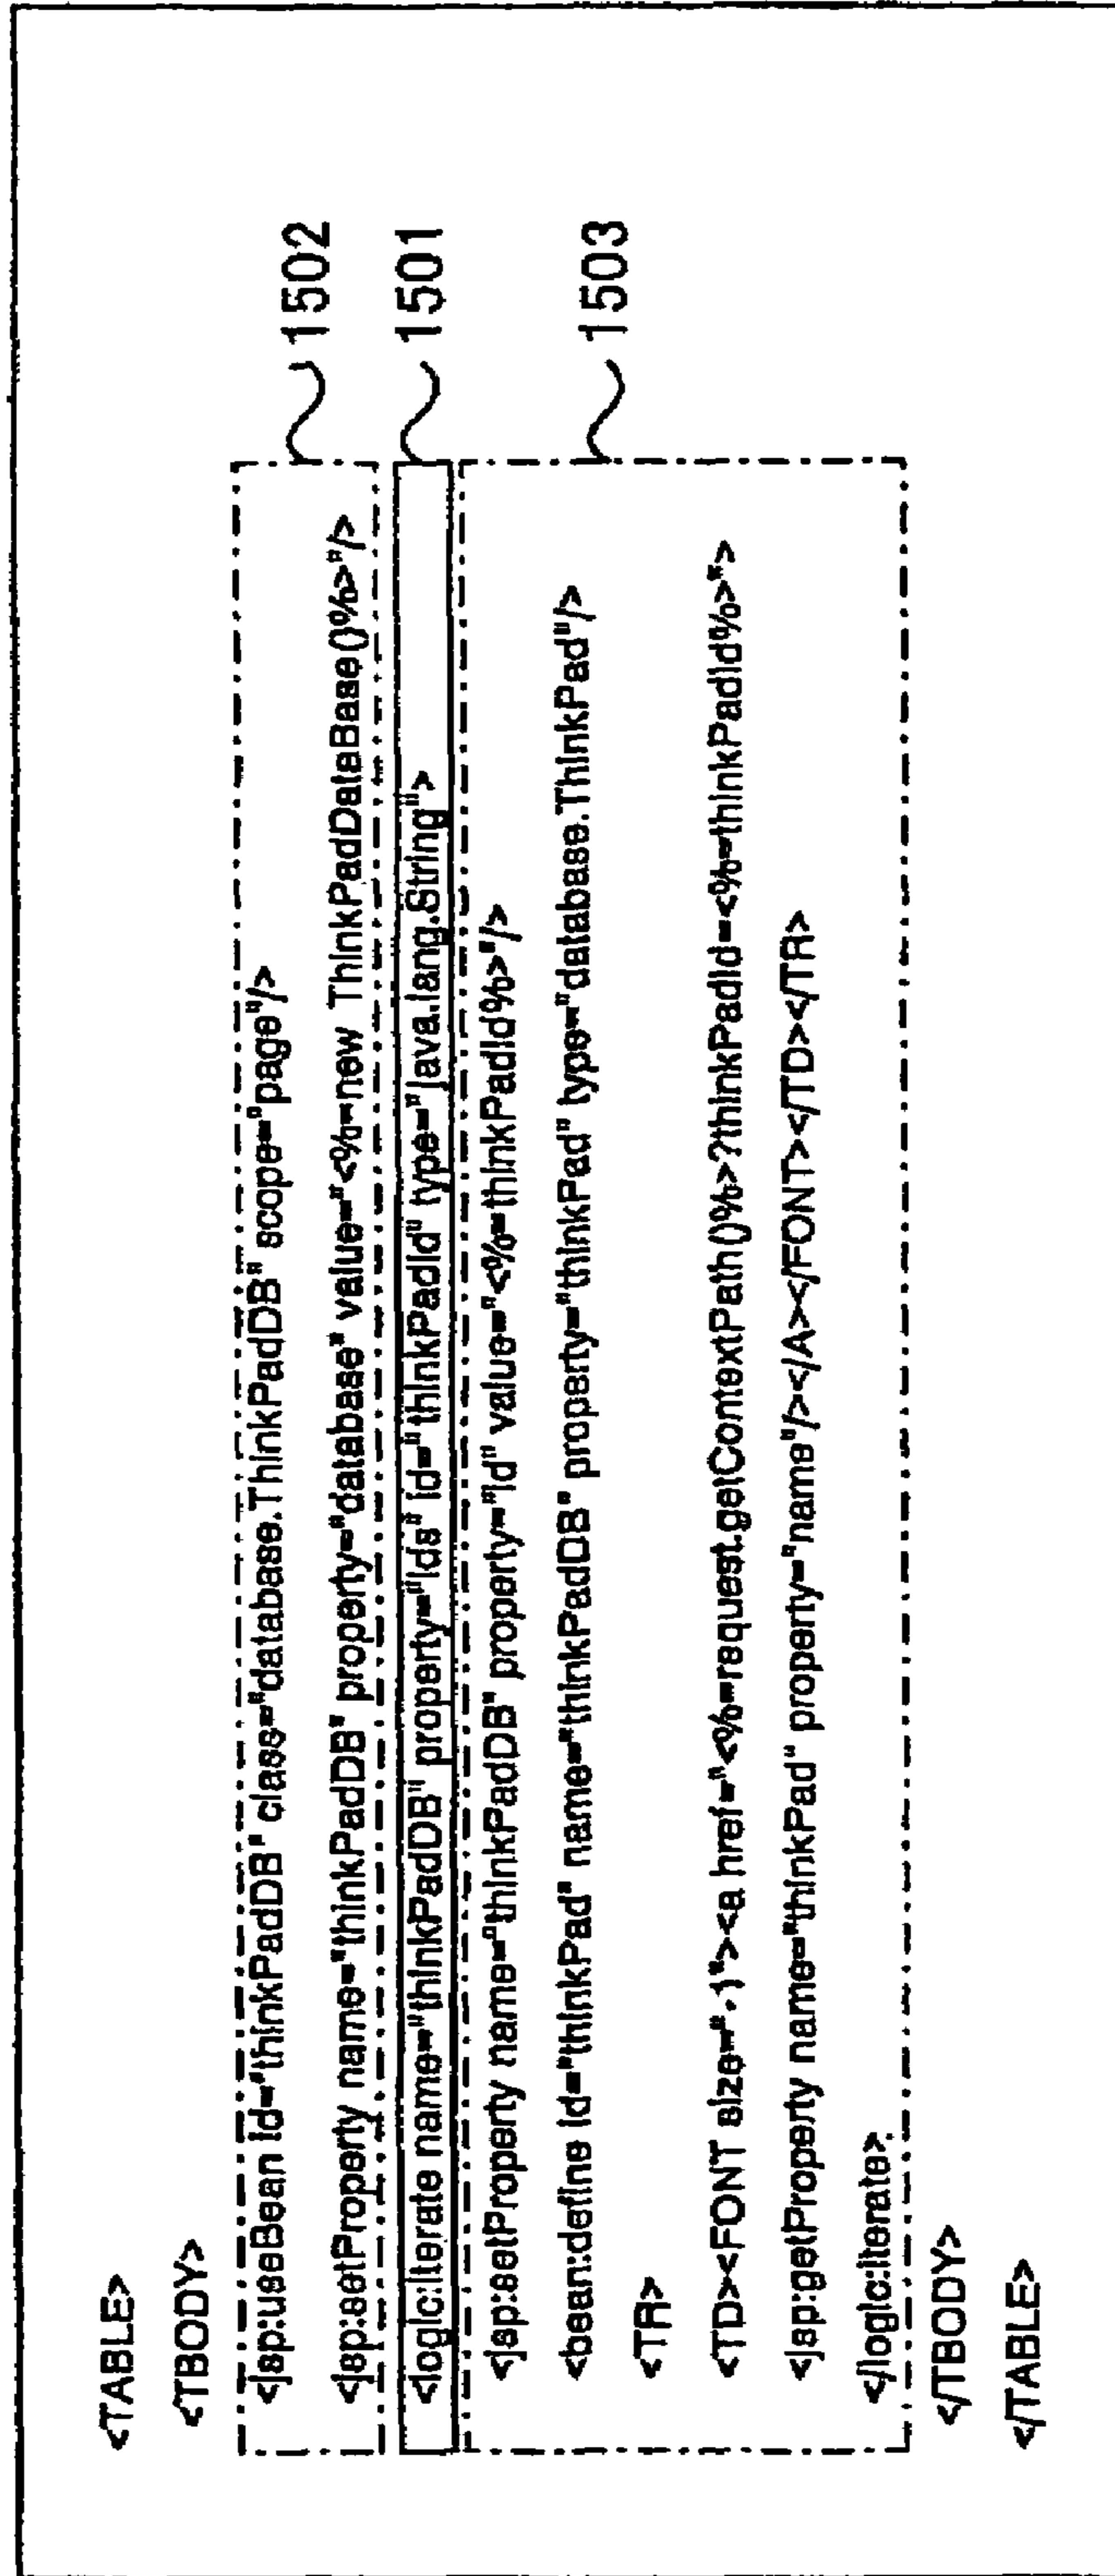 <TABLE>
<TBODY>
<jsp:useBean id="thinkPadDB" class="database.ThinkPadDB" scope="page"/>
<jsp:setProperty name="thinkPadDB" property="database" value="<%=new ThinkPadDataBase()%>"/>
<logic:iterate name="thinkPadDB" property="ids" id="thinkPadId" type="java.lang.String">
<jsp:setProperty name="thinkPadDB" property="id" value="<%=thinkPadId%>"/>
<bean:define id="thinkPad" name="thinkPadDB" property="thinkPad" type="database.ThinkPad"/>
<TR>
<TD><FONT size="-1"><a href="<%=request.getContextPath()%>?thinkPadId=<%=thinkPadId%>">
<jsp:getProperty name="thinkPad" property="name"/></A></FONT></TD></TR>
</logic:iterate>
</TBODY>
</TABLE>
1502
1501
1503